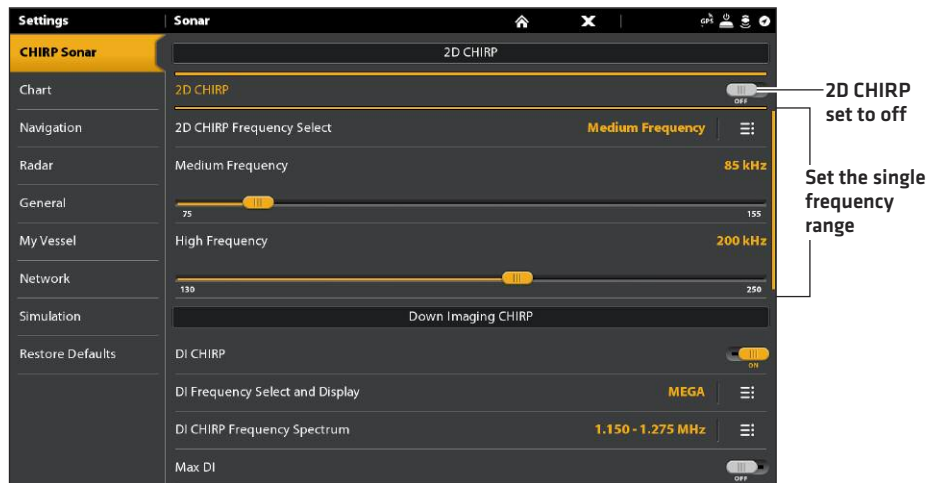 Settings
Sonar
GPS
CHIRP Sonar
2D CHIRP
Chart
2D CHIRP
OFF
2D CHIRP
set to off
Navigation
2D CHIRP Frequency Select
Medium Frequency
Radar
Medium Frequency
85 kHz
Set the single
frequency
range
General
75
155
My Vessel
High Frequency
200 kHz
Network
130
250
Simulation
Down Imaging CHIRP
Restore Defaults
DI CHIRP
ON
DI Frequency Select and Display
MEGA
DI CHIRP Frequency Spectrum
1.150 - 1.275 MHz
Max DI
OFF